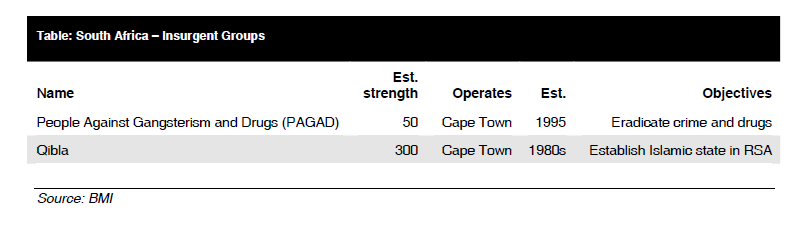 Table: South Africa – Insurgent Groups
Est.
Name strength Operates Est. Objectives
People Against Gangsterism and Drugs (PAGAD) 50 Cape Town 1995 Eradicate crime and drugs
Qibla 300 Cape Town 1980s Establish Islamic state in RSA
Source: BMI